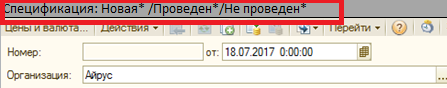 Спецификация: Новая* /Проведен*/Не проведен*
Цены и валюта... Действия Перейти
Номер: от: 18.07.2017 0:00:00
Организация: Айрус ...